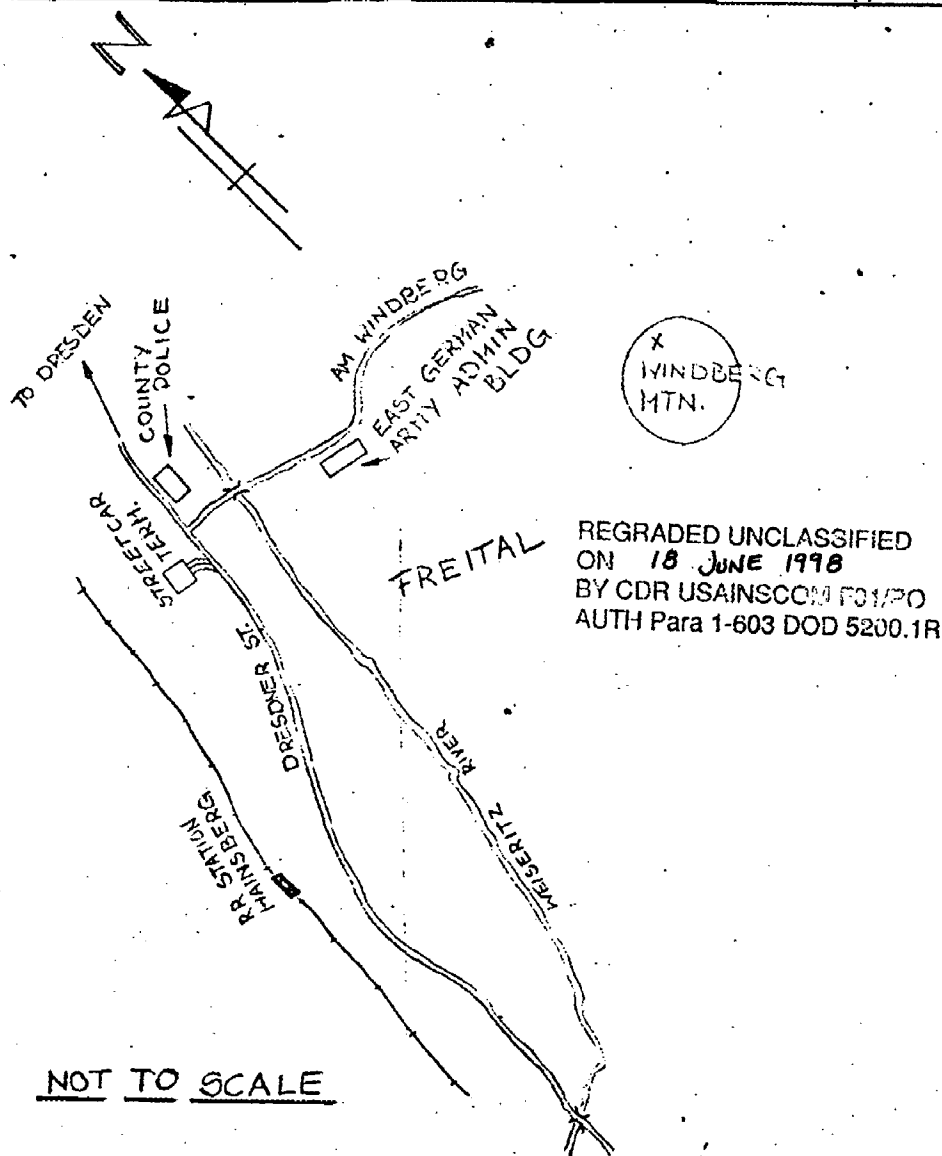 N
TO DRESDEN
COUNTY
POLICE
AM WINDBERG
EAST GERMAN
ARMY ADMIN
BLDG
X
WINDBERG
MTN.
STREETCAR
TERM.
FREITAL
REGRADED UNCLASSIFIED
ON 18 JUNE 1998
BY CDR USAINSCOM
AUTH Para 1-603 DOD 5200.1R
DRESDNER ST.
WEISERITZ RIVER
RR STATION
HAINSBERG
NOT TO SCALE